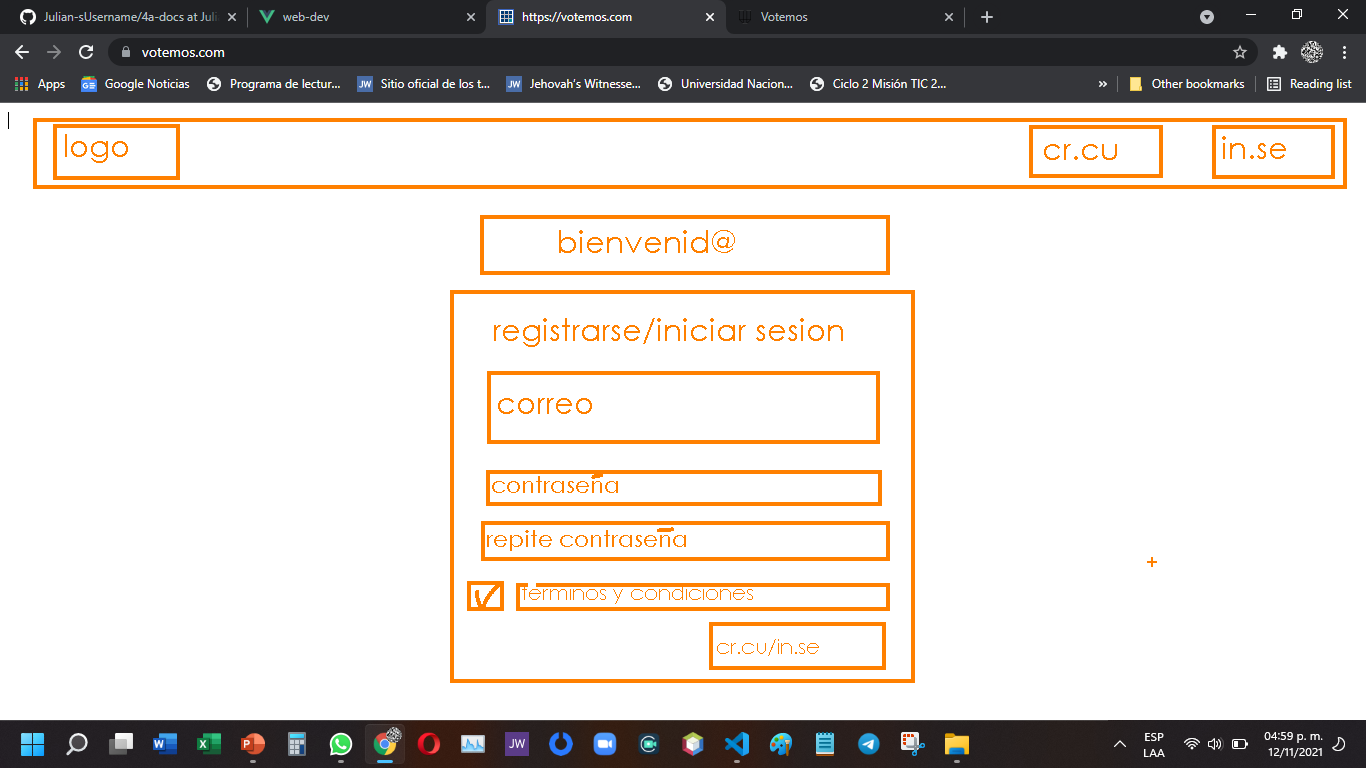 Julian-sUsername/4a-docs at Juli
web-dev
https://votemos.com
Votemos
votemos.com
Apps
Google Noticias
Programa de lectur...
Sitio oficial de los t...
Jehovah's Witnesse...
Universidad Nacion...
Ciclo 2 Misión TIC 2...
»
Other bookmarks
Reading list
logo
cr.cu
in.se
bienvenid@
registrarse/iniciar sesion
correo
contraseña
repite contraseña
terminos y condiciones
cr.cu/in.se
JW
ESP
LAA
04:59 p. m.
12/11/2021